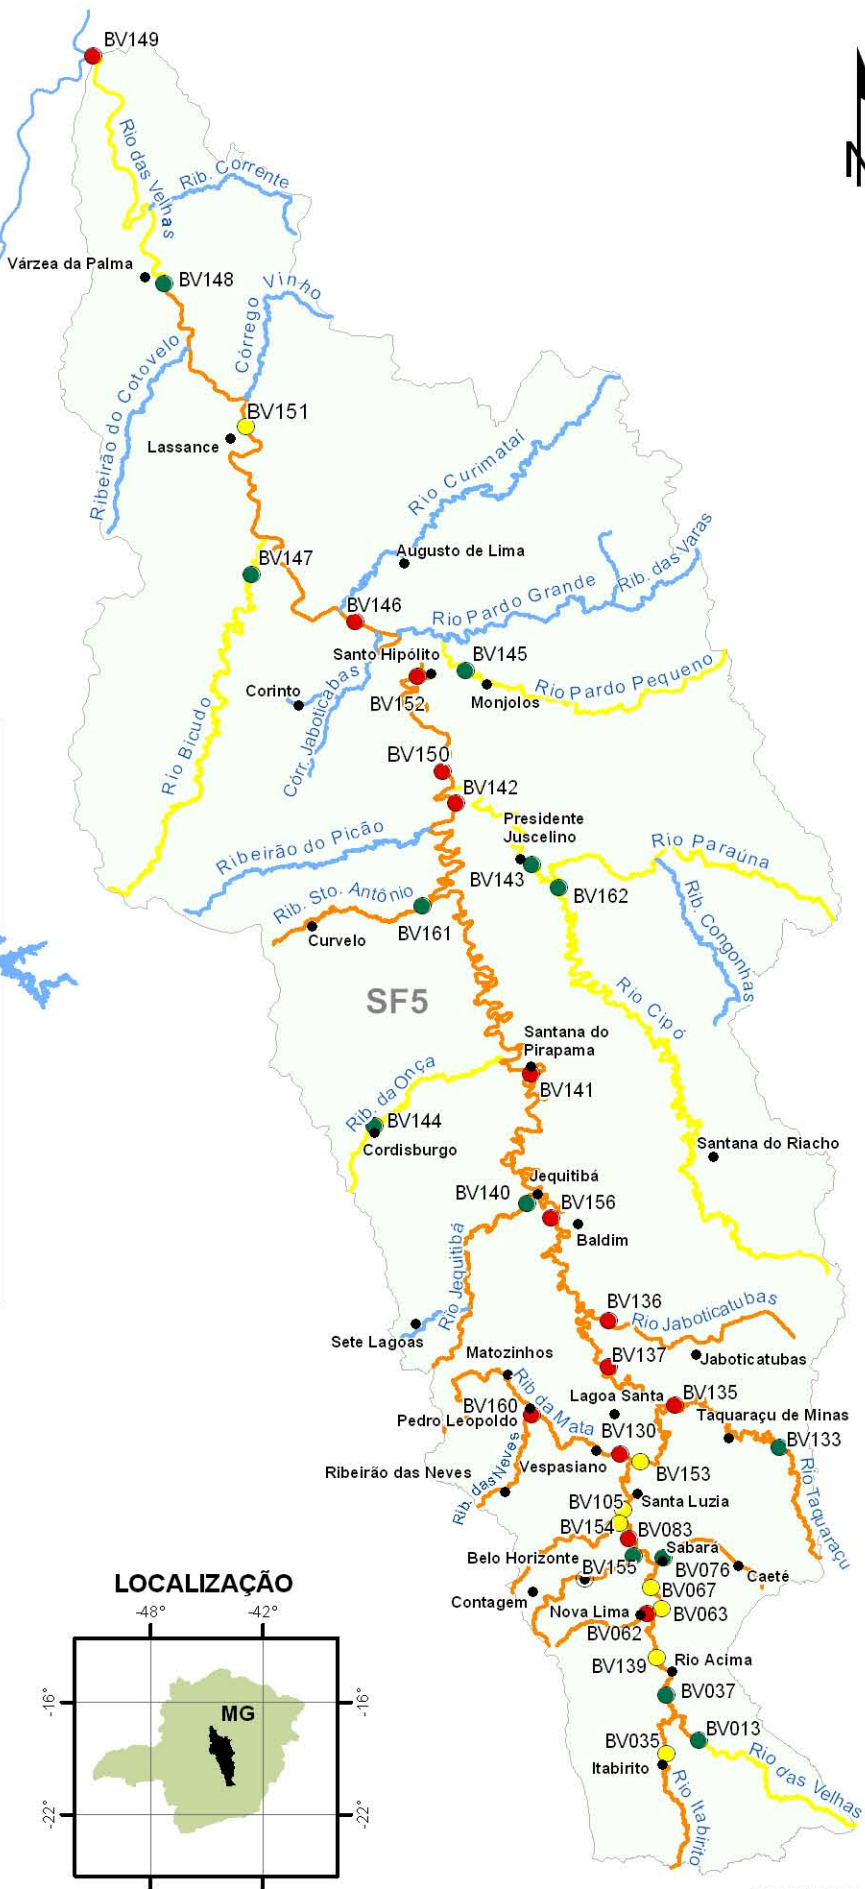 BV149
Rio das Velhas
Rib. Corrente
Várzea da Palma
BV148
Córrego Vinho
Ribeirão do Cotovelo
BV151
Lassance
Rio Curimataí
BV147
Augusto de Lima
Rib. das Varas
Rio Pardo Grande
BV146
Santo Hipólito
BV145
Rio Pardo Pequeno
Corinto
Córr. Jaboticabas
BV152
Monjolos
Rio Bicudo
BV150
BV142
Presidente
Juscelino
Ribeirão do Picão
Rio Paraúna
BV143
BV162
Rib. Sto. Antônio
Rib. Congonhas
Curvelo
BV161
SF5
Rio Cipó
Santana do
Pirapama
Rib. da Onça
BV141
BV144
Cordisburgo
Santana do Riacho
Jequitibá
BV140
BV156
Baldim
Rio Jequitibá
BV136
Rio Jaboticatubas
Sete Lagoas
Matozinhos
BV137
Jaboticatubas
Rib da Mata
Lagoa Santa
BV135
BV160
Pedro Leopoldo
Taquaraçu de Minas
BV130
BV133
Ribeirão das Neves
Rib. das Neves
Vespasiano
BV153
Rio Taquaraçu
BV105
Santa Luzia
BV154
BV083
Sabará
Belo Horizonte
BV155
BV076
Caeté
Contagem
BV067
Nova Lima
BV063
BV062
BV139
Rio Acima
BV037
BV013
BV035
Itabirito
Rio das Velhas
Rio Itabirito
LOCALIZAÇÃO
-48°
-42°
-16°
-16°
MG
-22°
-22°